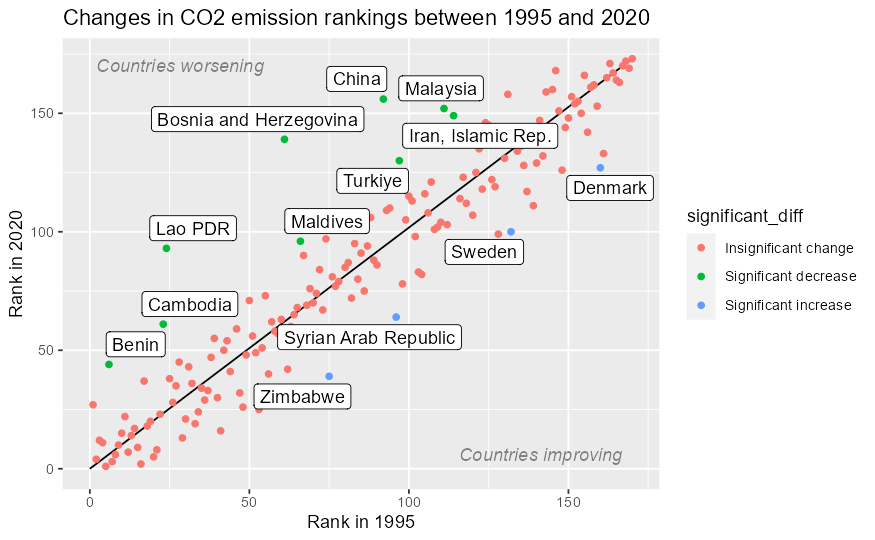 Changes in CO2 emission rankings between 1995 and 2020
Countries worsening
China
Malaysia
Bosnia and Herzegovina
Iran, Islamic Rep.
Turkiye
Denmark
Lao PDR
Maldives
Sweden
Cambodia
Syrian Arab Republic
Benin
Zimbabwe
Countries improving
150
100
50
0
0
50
100
150
Rank in 1995
Rank in 2020
significant_diff
Insignificant change
Significant decrease
Significant increase